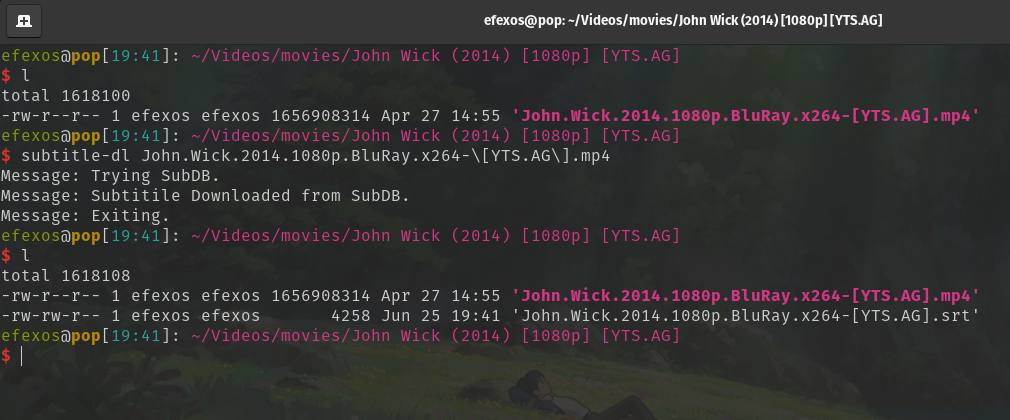 efexos@pop: ~/Videos/movies/John Wick (2014) [1080p] [YTS.AG]
efexos@pop[19:41]: ~/Videos/movies/John Wick (2014) [1080p] [YTS.AG]
$ l
total 1618100
-rw-r--r-- 1 efexos efexos 1656908314 Apr 27 14:55 'John.Wick.2014.1080p.BluRay.x264-[YTS.AG].mp4'
efexos@pop[19:41]: ~/Videos/movies/John Wick (2014) [1080p] [YTS.AG]
$ subtitle-dl John.Wick.2014.1080p.BluRay.x264-\[YTS.AG\].mp4
Message: Trying SubDB.
Message: Subtitile Downloaded from SubDB.
Message: Exiting.
efexos@pop[19:41]: ~/Videos/movies/John Wick (2014) [1080p] [YTS.AG]
$ l
total 1618108
-rw-r--r-- 1 efexos efexos 1656908314 Apr 27 14:55 'John.Wick.2014.1080p.BluRay.x264-[YTS.AG].mp4'
-rw-rw-r-- 1 efexos efexos       4258 Jun 25 19:41 'John.Wick.2014.1080p.BluRay.x264-[YTS.AG].srt'
efexos@pop[19:41]: ~/Videos/movies/John Wick (2014) [1080p] [YTS.AG]
$